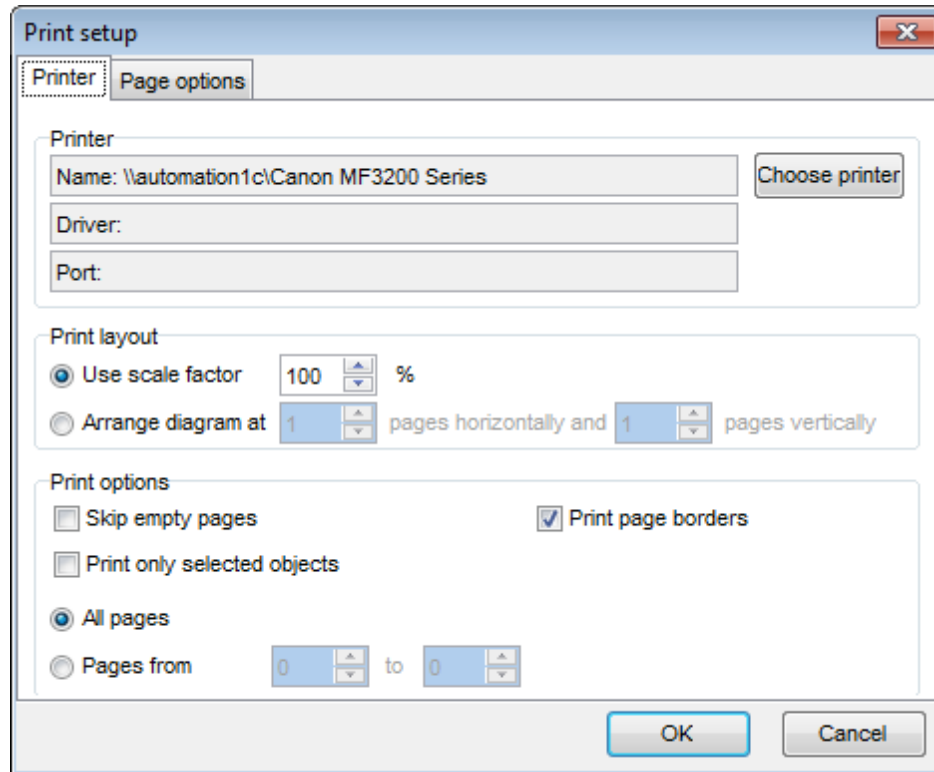 Print setup
Printer Page options
Printer
Name: \\automation1c\Canon MF3200 Series Choose printer
Driver:
Port:
Print layout
Use scale factor 100 %
Arrange diagram at 1 pages horizontally and 1 pages vertically
Print options
Skip empty pages Print page borders
Print only selected objects
All pages
Pages from 0 to 0
OK Cancel